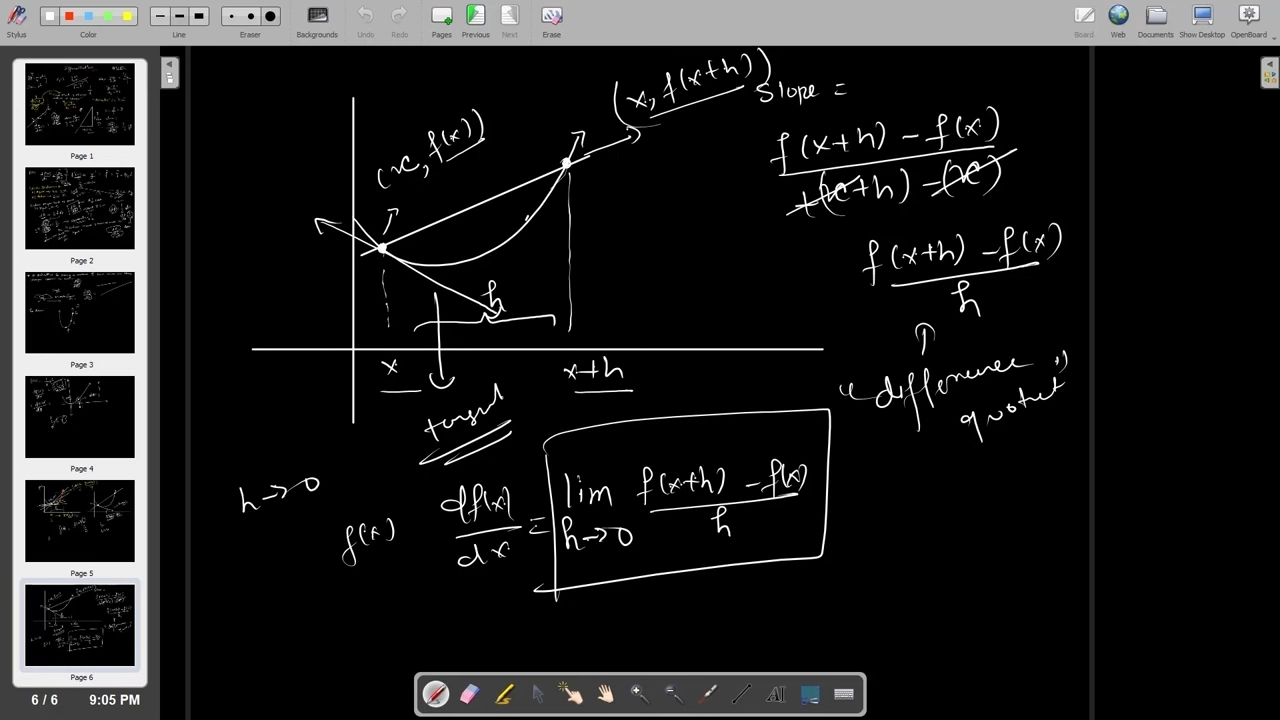 Stylus
Color
Line
Eraser
Backgrounds
Undo
Redo
Pages
Previous
Next
Erase
Board
Web
Documents
Show Desktop
OpenBoard
Page 1
Page 2
Page 3
Page 4
Page 5
Page 6
6 / 6 9:05 PM
(x, f(x))
(x, f(x+h))
Slope =
f(x+h) - f(x)
+(x+h) - (x)
f(x+h) - f(x)
h
"difference
quotient"
h
x
x+h
tangent
h→0
f(x)
df(x)
dx
=
lim
h→0
f(x+h) - f(x)
h